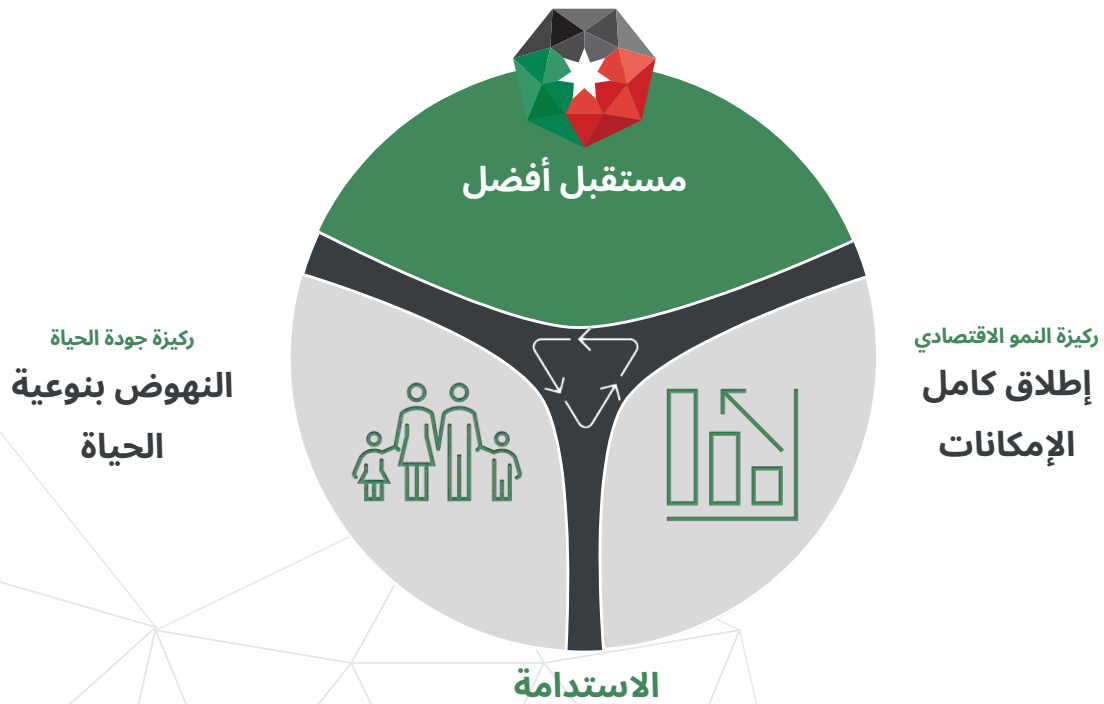 مستقبل أفضل
ركيزة النمو الاقتصادي
إطلاق كامل
الإمكانات
ركيزة جودة الحياة
النهوض بنوعية
الحياة
الاستدامة